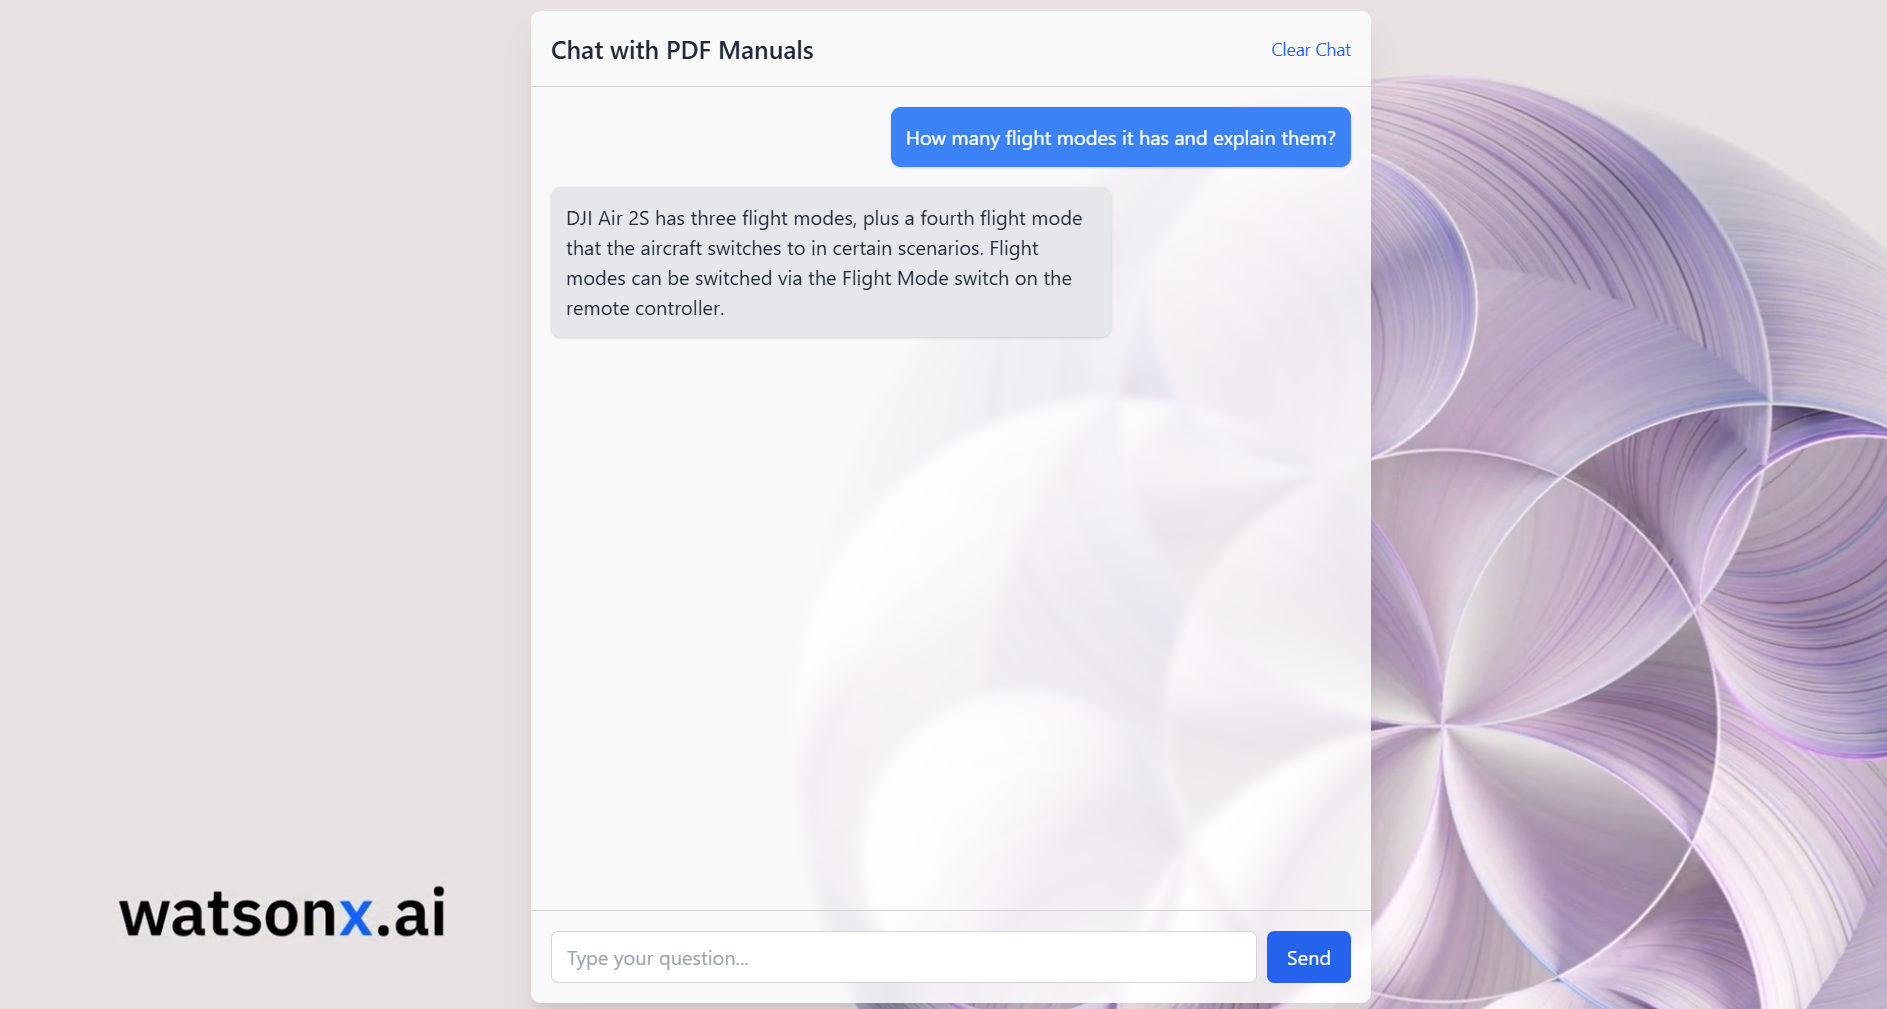 Chat with PDF Manuals
Clear Chat
How many flight modes it has and explain them?
DJI Air 2S has three flight modes, plus a fourth flight mode
that the aircraft switches to in certain scenarios. Flight
modes can be switched via the Flight Mode switch on the
remote controller.
watsonx.ai
Type your question...
Send